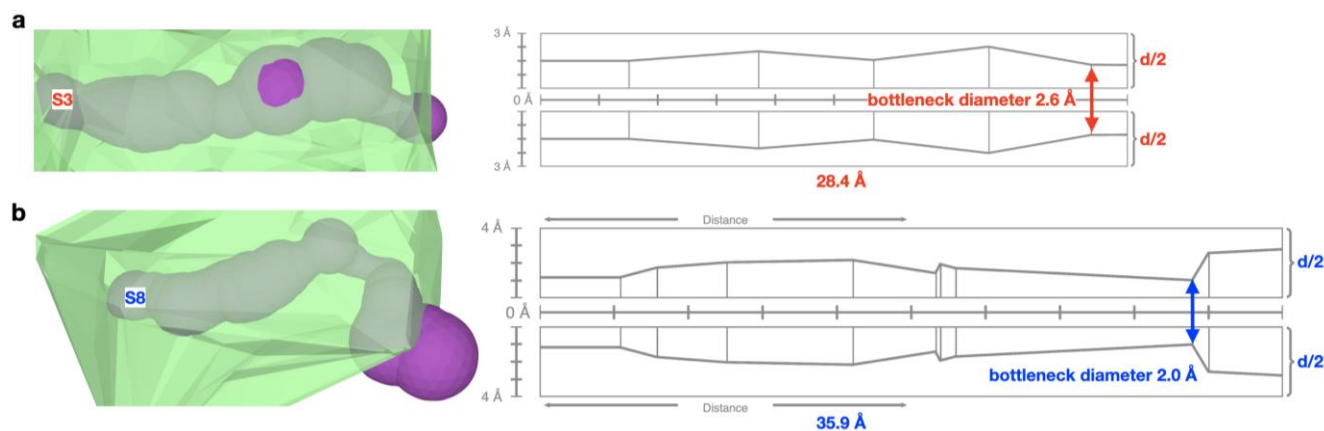 a
S3
3 Å
0 Å
3 Å
d/2
bottleneck diameter 2.6 Å
d/2
28.4 Å
b
S8
Distance
4 Å
0 Å
4 Å
d/2
bottleneck diameter 2.0 Å
d/2
Distance
35.9 Å